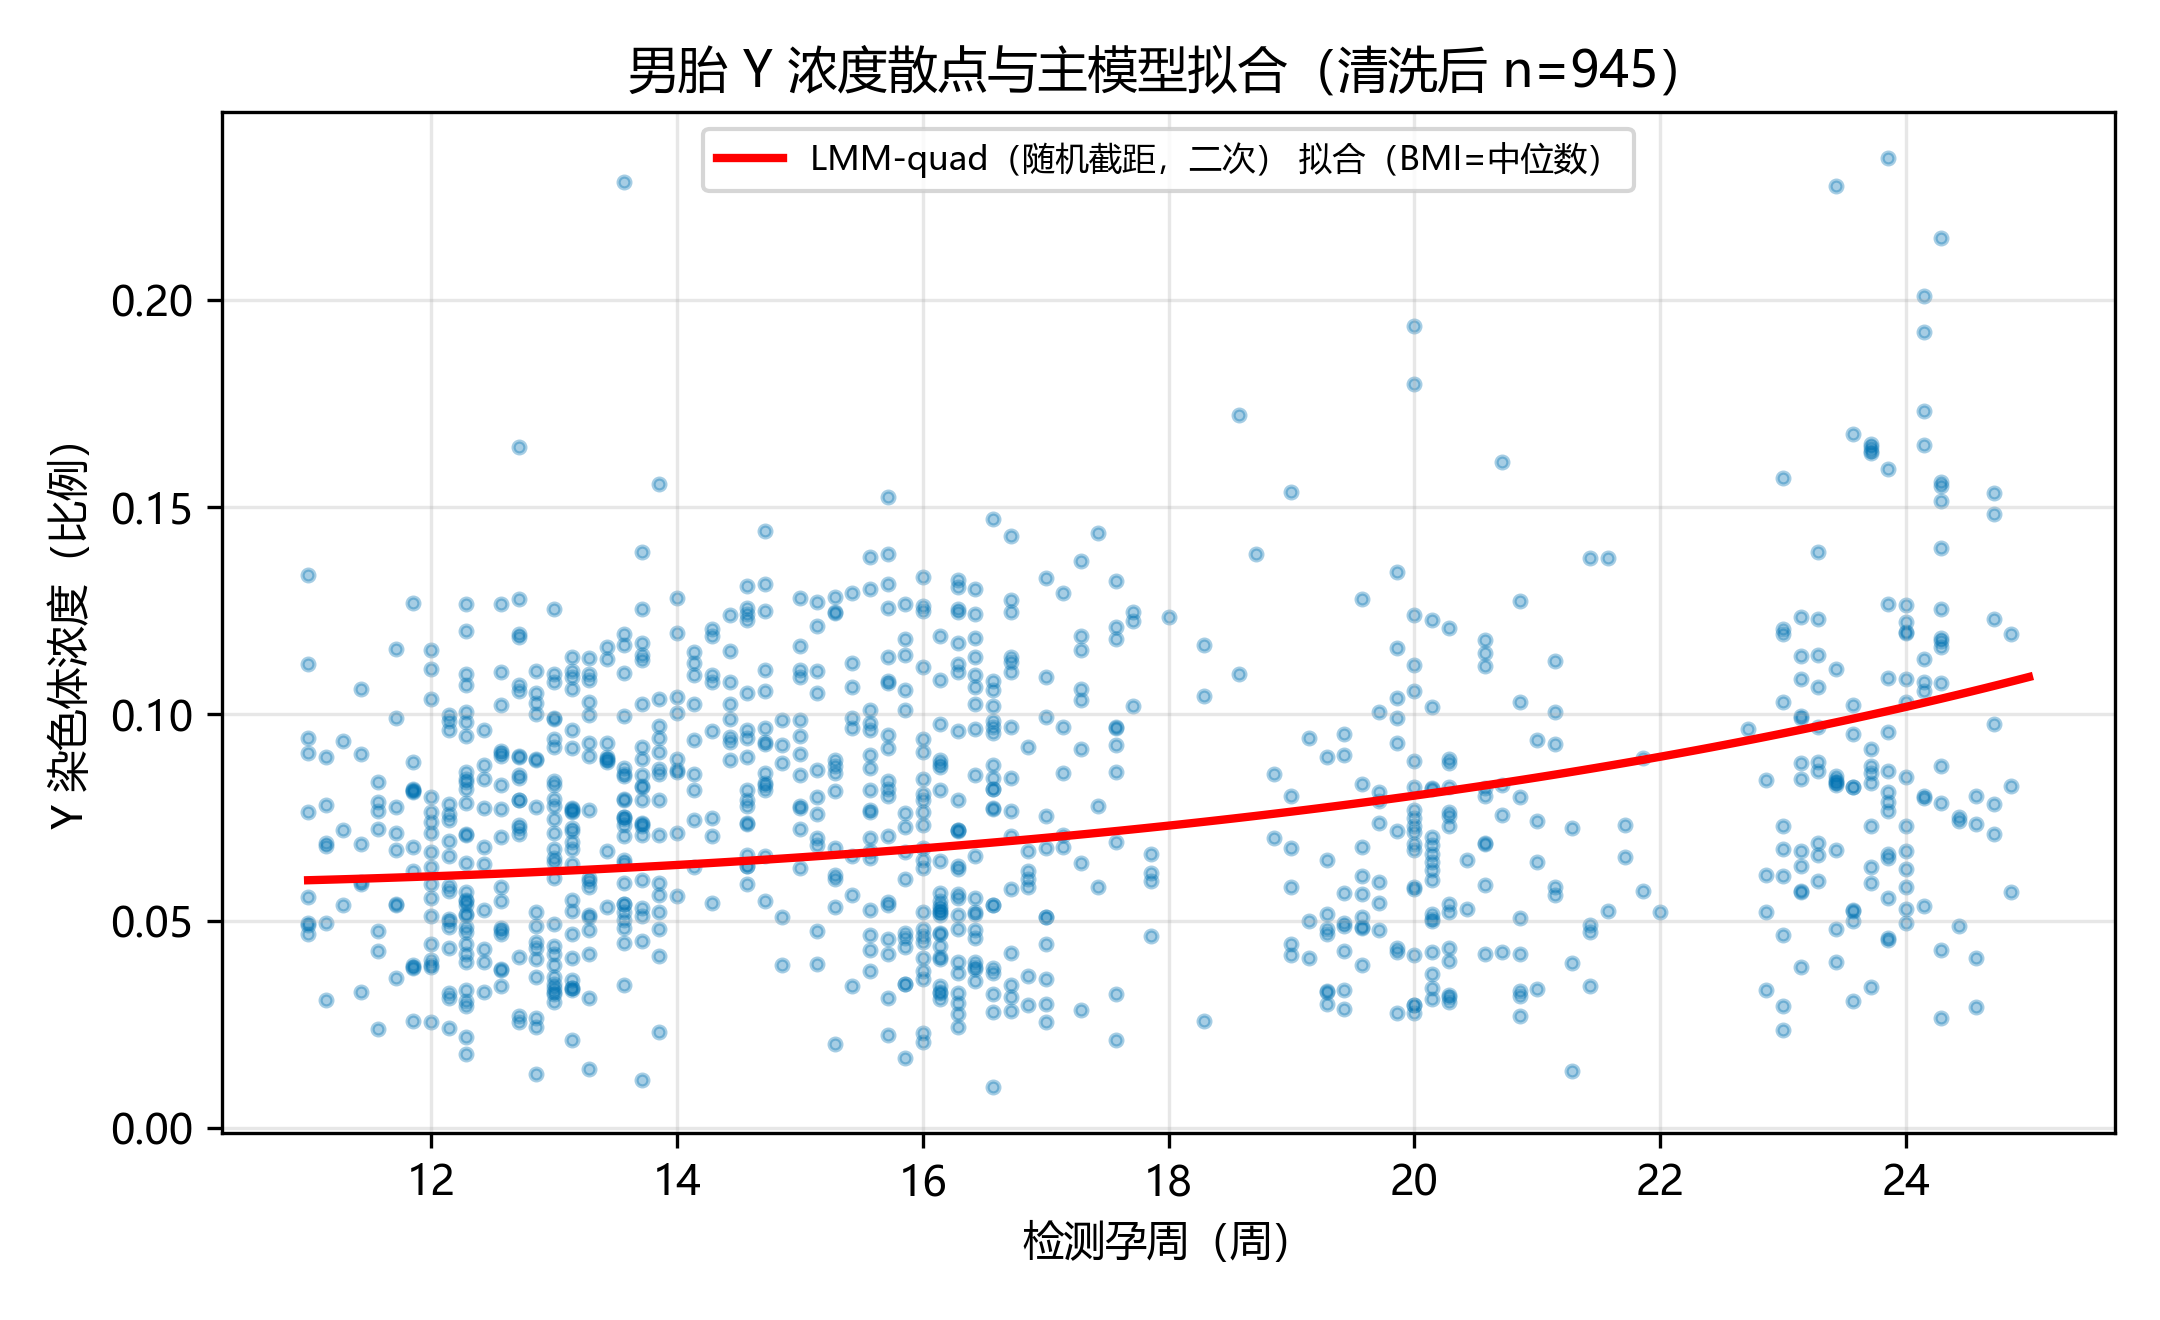 男胎 Y 浓度散点与主模型拟合（清洗后 n=945）
LMM-quad（随机截距，二次） 拟合（BMI=中位数）
Y 染色体浓度（比例）
0.20
0.15
0.10
0.05
0.00
12 14 16 18 20 22 24
检测孕周（周）